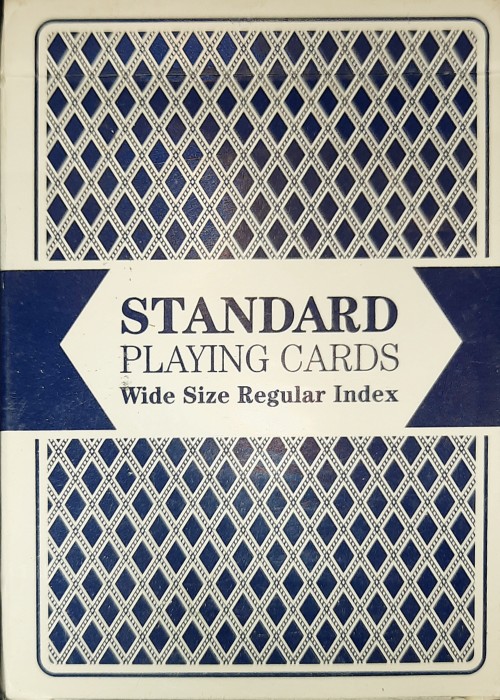 STANDARD
PLAYING CARDS
Wide Size Regular Index